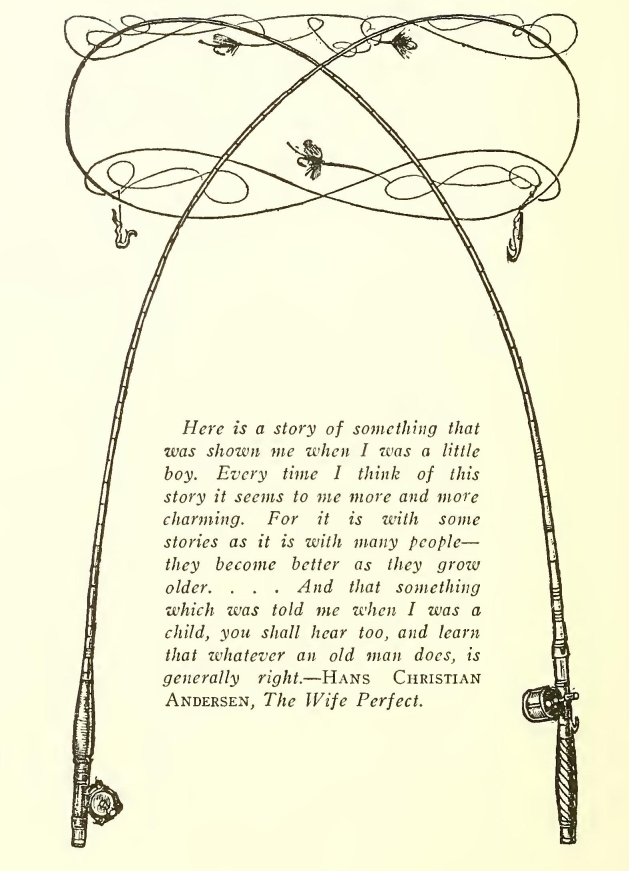 Here is a story of something that
was shown me when I was a little
boy. Every time I think of this
story it seems to me more and more
charming. For it is with some
stories as it is with many people—
they become better as they grow
older. . . . And that something
which was told me when I was a
child, you shall hear too, and learn
that whatever an old man does, is
generally right.—HANS CHRISTIAN
ANDERSEN, The Wife Perfect.